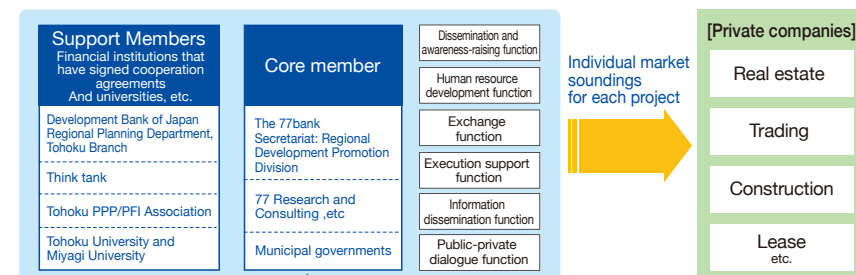 Support Members
Financial institutions that
have signed cooperation
agreements
And universities, etc.
Development Bank of Japan
Regional Planning Department,
Tohoku Branch
Think tank
Tohoku PPP/PFI Association
Tohoku University and
Miyagi University
Core member
The 77bank
Secretariat: Regional
Development Promotion
Division
77 Research and
Consulting ,etc
Municipal governments
Dissemination and
awareness-raising function
Human resource
development function
Exchange
function
Execution support
function
Information
dissemination function
Public-private
dialogue function
Individual market
soundings
for each project
[Private companies]
Real estate
Trading
Construction
Lease
etc.